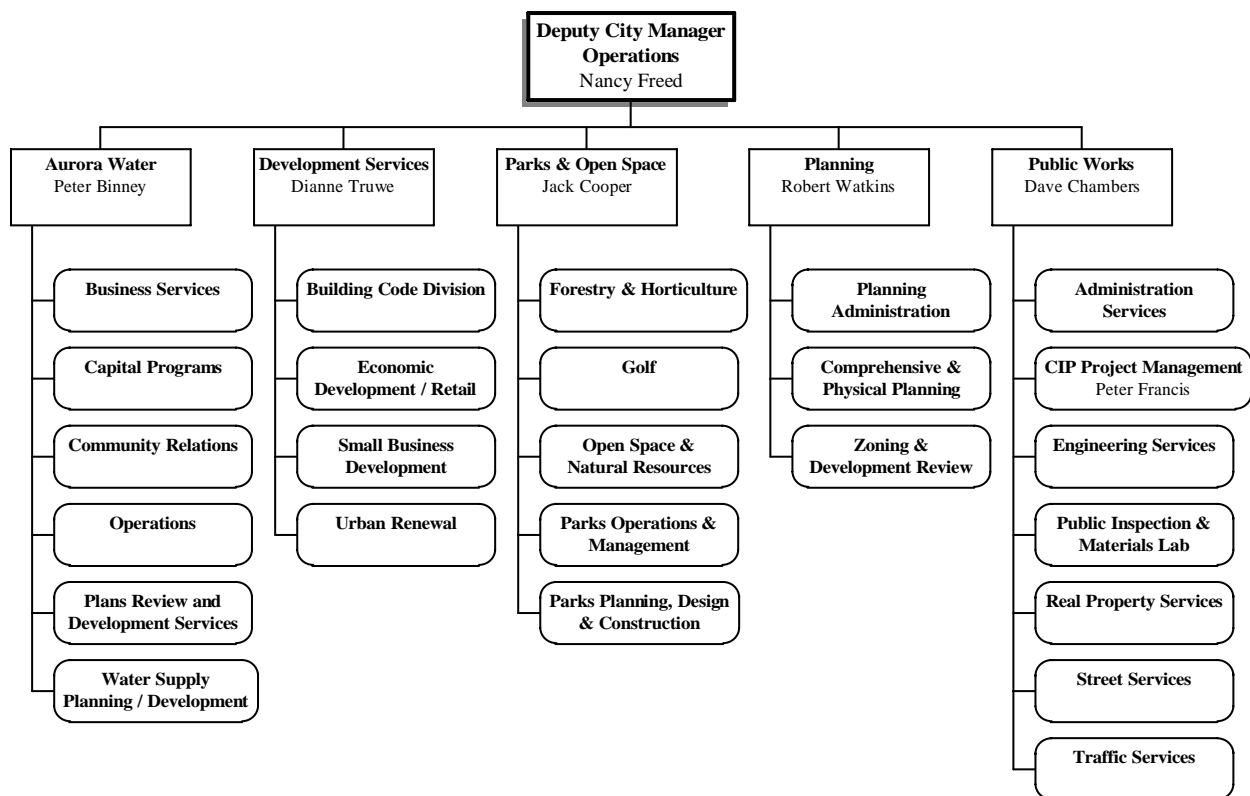 Deputy City Manager
Operations
Nancy Freed
Aurora Water
Peter Binney
Development Services
Dianne Truwe
Parks & Open Space
Jack Cooper
Planning
Robert Watkins
Public Works
Dave Chambers
Business Services
Capital Programs
Community Relations
Operations
Plans Review and
Development Services
Water Supply
Planning / Development
Building Code Division
Economic
Development / Retail
Small Business
Development
Urban Renewal
Forestry & Horticulture
Golf
Open Space &
Natural Resources
Parks Operations &
Management
Parks Planning, Design
& Construction
Planning
Administration
Comprehensive &
Physical Planning
Zoning &
Development Review
Administration
Services
CIP Project Management
Peter Francis
Engineering Services
Public Inspection &
Materials Lab
Real Property Services
Street Services
Traffic Services